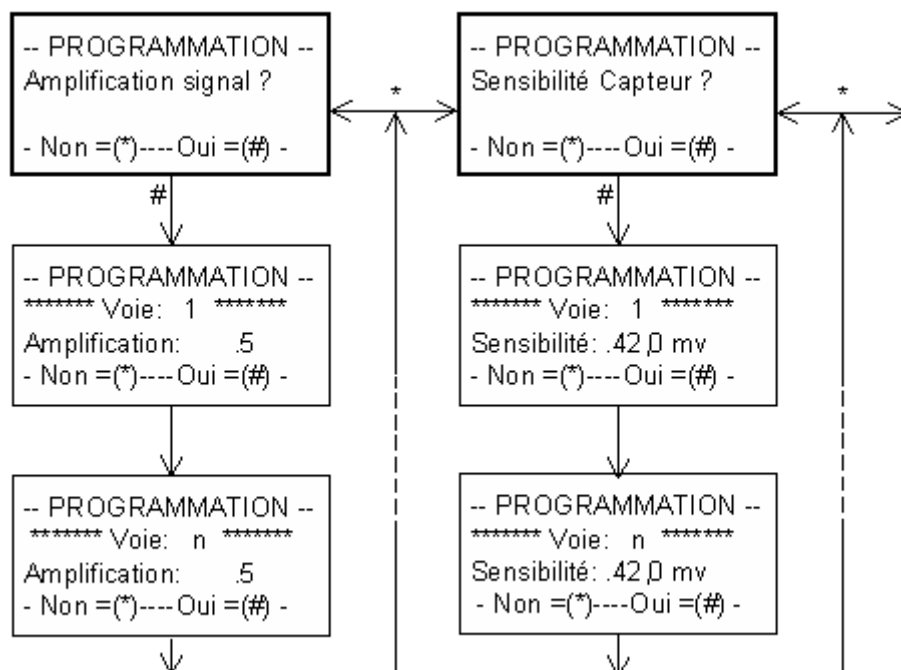 -- PROGRAMMATION --
Amplification signal ?
- Non =(*)----Oui =(#) -
*
-- PROGRAMMATION --
Sensibilité Capteur ?
- Non =(*)----Oui =(#) -
*
#
#
-- PROGRAMMATION --
******* Voie: 1 *******
Amplification: .5
- Non =(*)----Oui =(#) -
-- PROGRAMMATION --
******* Voie: 1 *******
Sensibilité: .42,0 mv
- Non =(*)----Oui =(#) -
-- PROGRAMMATION --
******* Voie: n *******
Amplification: .5
- Non =(*)----Oui =(#) -
-- PROGRAMMATION --
******* Voie: n *******
Sensibilité: .42,0 mv
- Non =(*)----Oui =(#) -